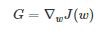 G = ∇_w J(w)